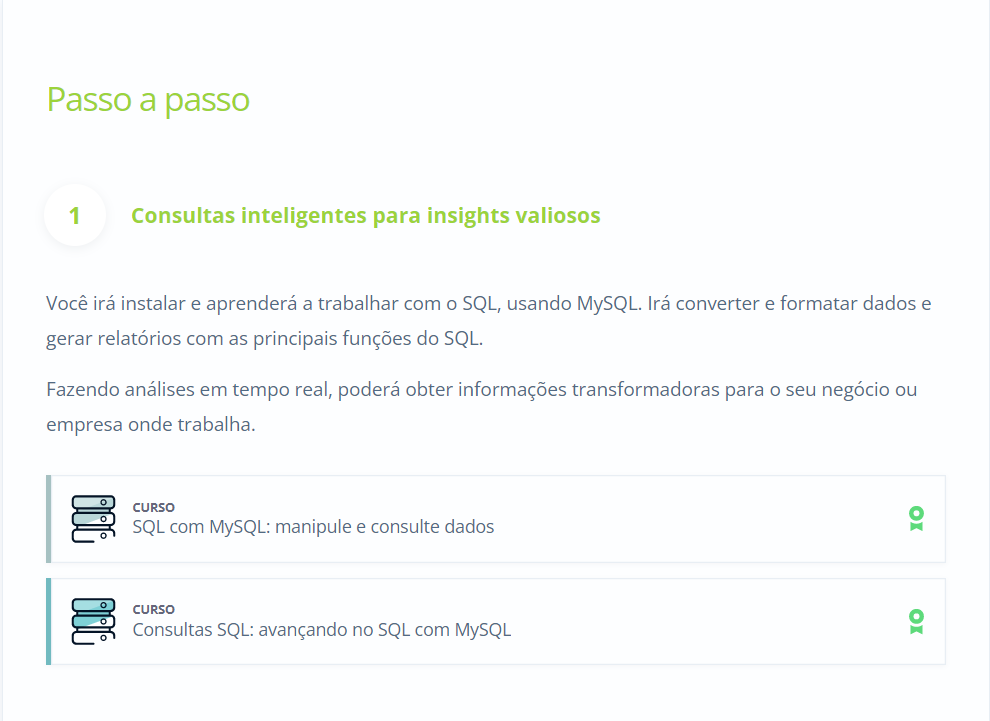 Passo a passo
1
Consultas inteligentes para insights valiosos
Você irá instalar e aprenderá a trabalhar com o SQL, usando MySQL. Irá converter e formatar dados e
gerar relatórios com as principais funções do SQL.
Fazendo análises em tempo real, poderá obter informações transformadoras para o seu negócio ou
empresa onde trabalha.
CURSO
SQL com MySQL: manipule e consulte dados
CURSO
Consultas SQL: avançando no SQL com MySQL